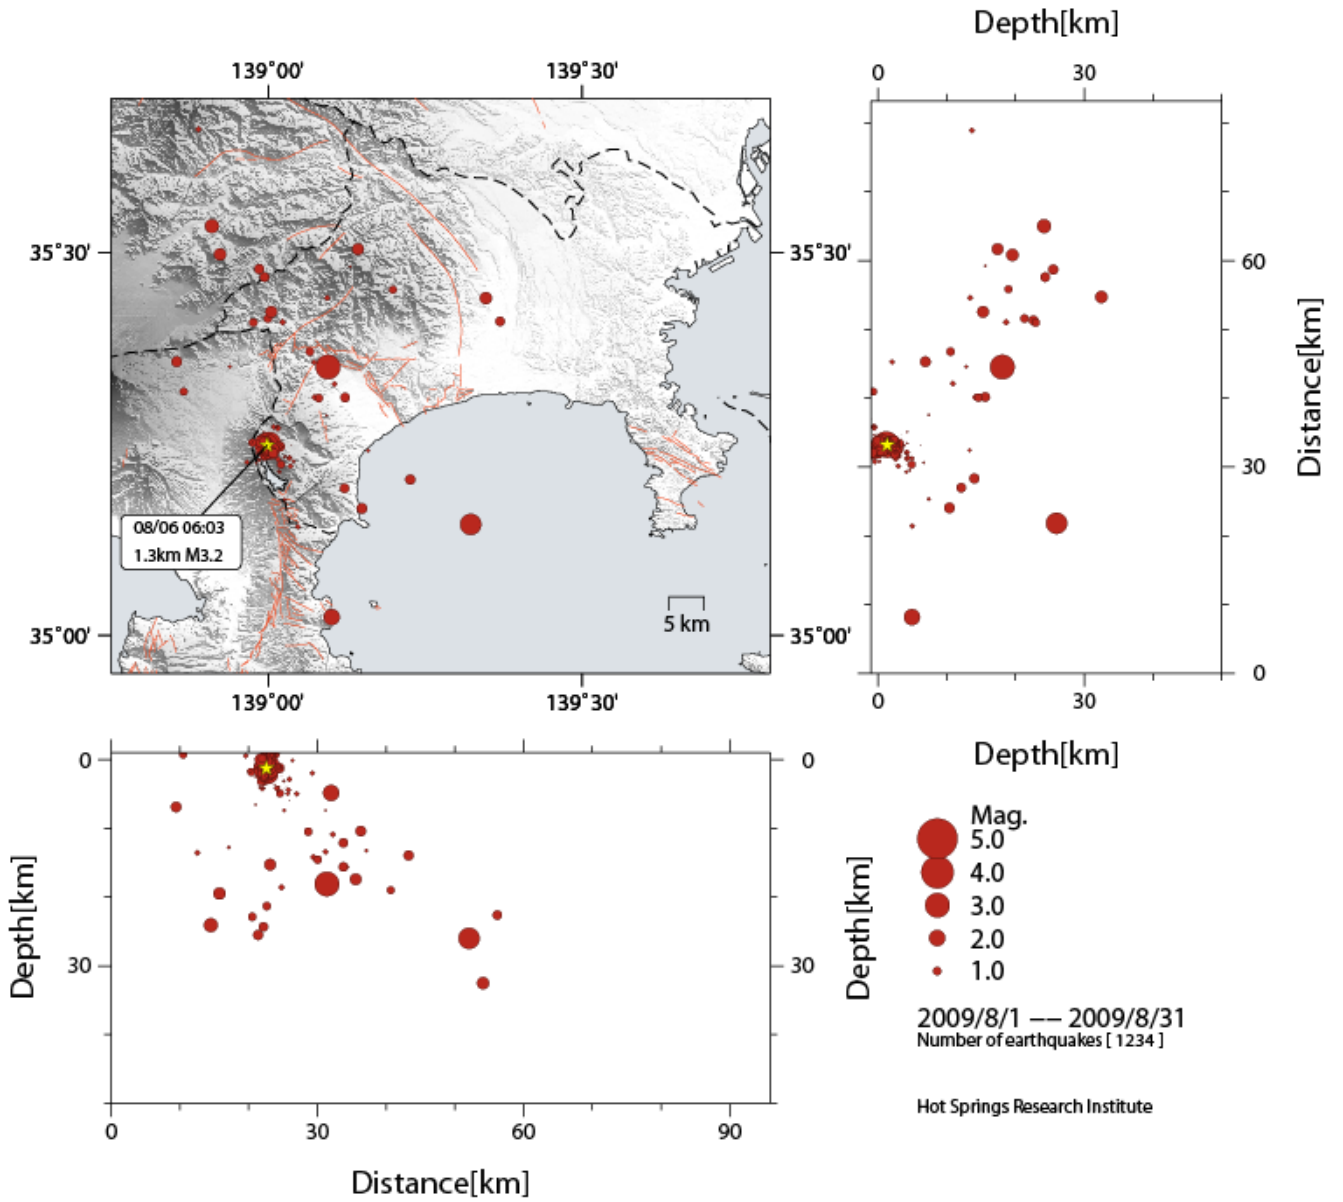 Depth[km]
139°00'
139°30'
0
30
35°30'
35°30'
60
30
0
Distance[km]
08/06 06:03
1.3km M3.2
5 km
35°00'
35°00'
139°00'
139°30'
0
30
Depth[km]
0
30
0
30
Depth[km]
Depth[km]
0
30
60
90
Distance[km]
Mag.
5.0
4.0
3.0
2.0
1.0
2009/8/1 −− 2009/8/31
Number of earthquakes [ 1234 ]
Hot Springs Research Institute